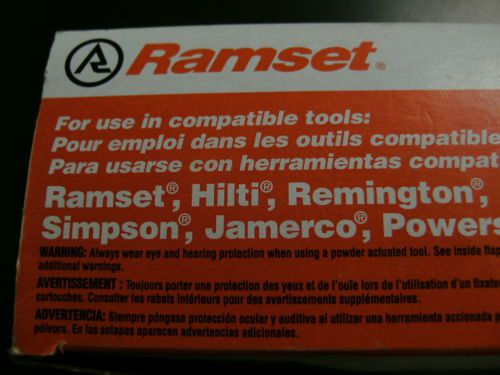 Ramset®
For use in compatible tools:
Pour emploi dans les outils compatible
Para usarse con herramientas compat
Ramset®, Hilti®, Remington®,
Simpson®, Jamerco®, Powers
WARNING: Always wear eye and hearing protection when using a powder actuated tool. See inside flap
additional warnings.
AVERTISSEMENT : Toujours porter une protection des yeux et de l'ouïe lors de l'utilisation d'un fixate
cartouches. Consulter les rabats intérieurs pour des avertissements supplémentaires.
ADVERTENCIA: Siempre póngase protección ocular y auditiva al utilizar una herramienta accionada p
pólvora. En las solapas aparecen advertencias adicionales.